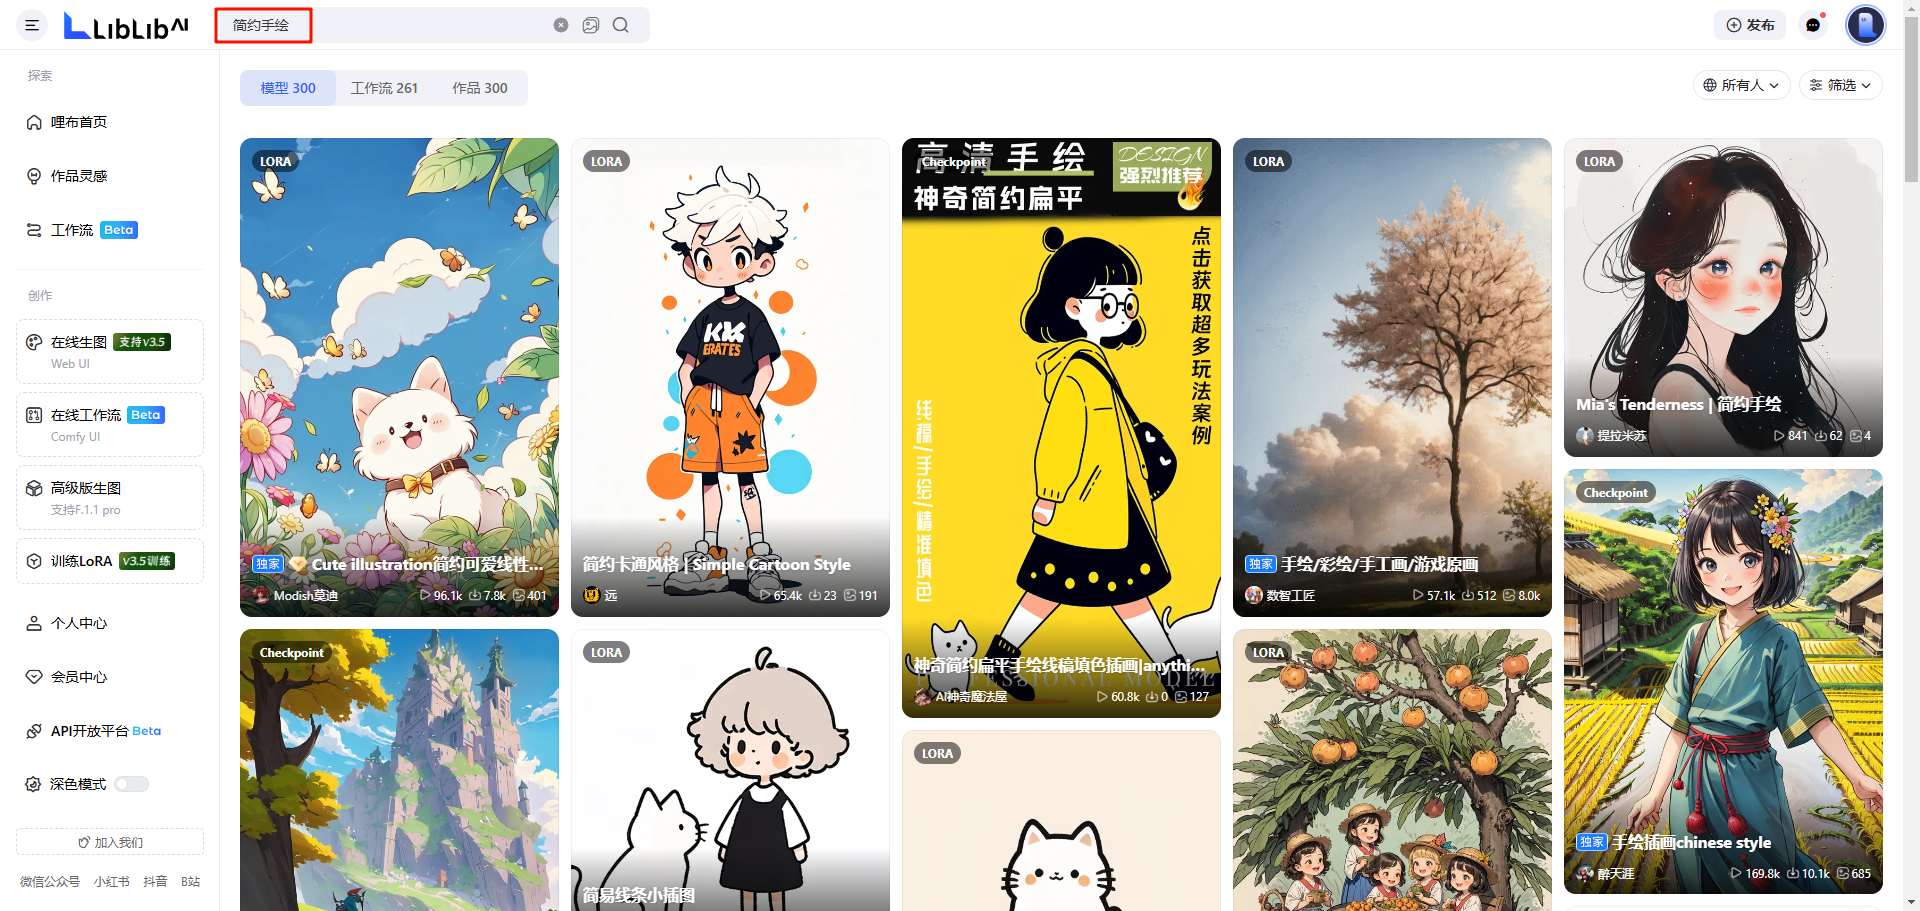 LIBLIBAI
简约手绘
发布
探索
哩布首页
作品灵感
工作流 Beta
创作
在线生图 支持v3.5
Web UI
在线工作流 Beta
Comfy UI
高级版生图
支持F.1.1 pro
训练LoRA v3.5训练
个人中心
会员中心
API开放平台 Beta
深色模式
加入我们
微信公众号 小红书 抖音 B站
模型 300 工作流 261 作品 300
所有人 筛选
LORA
独家 Cute illustration简约可爱线性...
Modish莫迪 96.1k 7.8k 401
LORA
KK
ERATES
简约卡通风格 | Simple Cartoon Style
远 65.4k 23 191
Checkpoint
高清手绘
神奇简约扁平
DESIGN
强烈推荐
点击获取超多玩法案例
线稿/手绘/精准填色
神奇简约扁平手绘线稿填色插画|anythi...
AI神奇魔法屋 60.8k 0 127
LORA
独家 手绘/彩绘/手工画/游戏原画
数智工匠 57.1k 512 8.0k
LORA
Mia's Tenderness | 简约手绘
提拉米苏 841 62 4
Checkpoint
独家 手绘插画chinese style
醉天涯 169.8k 10.1k 685
Checkpoint
LORA
简易线条小插图
LORA
LORA